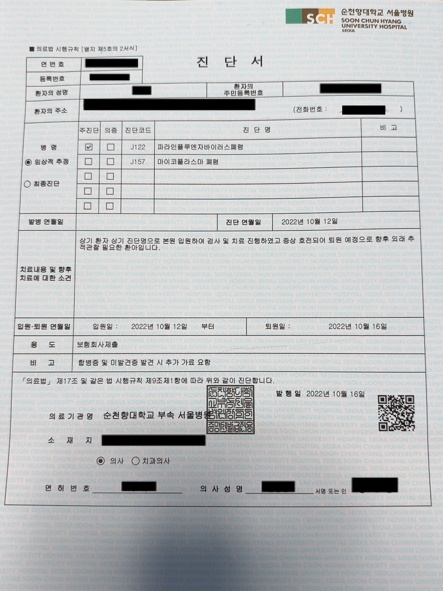 SCH 순천향대학교 서울병원
SOON CHUN HYANG
UNIVERSITY HOSPITAL
SEOUL
■ 의료법 시행규칙 [별지 제5호의 2서식]
진 단 서
연 번 호
등록번호
환자의 성명
환자의
주민등록번호
환자의 주소
(전화번호 : )
병 명
임상적 추정
최종진단
주진단 의증 진단코드 진 단 명 비 고
J122 파라인플루엔자바이러스폐렴
J157 마이코플라스마 폐렴
발병 연월일 진단 연월일 2022년 10월 12일
치료내용 및 향후
치료에 대한 소견
상기 환자 상기 진단명으로 본원 입원하여 검사 및 치료 진행하였고 증상 호전되어 퇴원 예정으로 향후 외래 추
적관찰 필요한 환아입니다.
입원·퇴원 연월일 입원일 : 2022년 10월 12일 부터 퇴원일 : 2022년 10월 16일
용 도 보험회사제출
비 고 합병증 및 미발견증 발견 시 추가 가료 요함
「의료법」 제17조 및 같은 법 시행규칙 제9조제1항에 따라 위와 같이 진단합니다.
발 행 일 2022년 10월 16일
의료기관명 순천향대학교 부속 서울병원
소 재 지
의사 치과의사
면 허 번 호 의 사 성 명 서명 또는 인